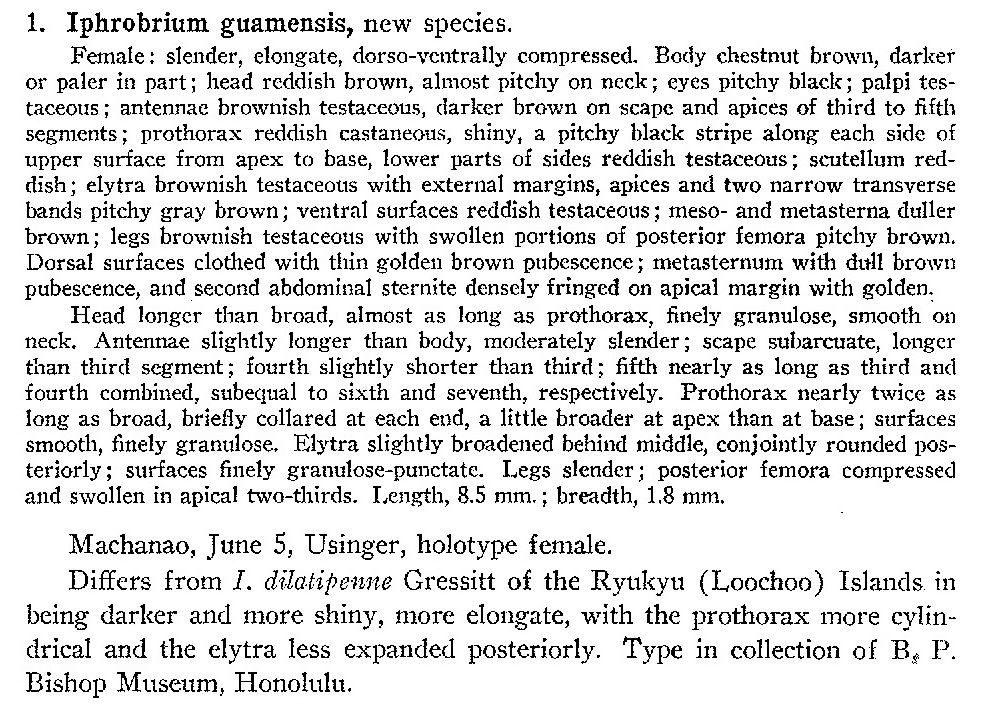 1. Iphrobrium guamensis, new species.
Female: slender, elongate, dorso-ventrally compressed. Body chestnut brown, darker
or paler in part; head reddish brown, almost pitchy on neck; eyes pitchy black; palpi tes-
taceous; antennae brownish testaceous, darker brown on scape and apices of third to fifth
segments; prothorax reddish castaneous, shiny, a pitchy black stripe along each side of
upper surface from apex to base, lower parts of sides reddish testaceous; scutellum red-
dish; elytra brownish testaceous with external margins, apices and two narrow transverse
bands pitchy gray brown; ventral surfaces reddish testaceous; meso- and metasterna duller
brown; legs brownish testaceous with swollen portions of posterior femora pitchy brown.
Dorsal surfaces clothed with thin golden brown pubescence; metasternum with dull brown
pubescence, and second abdominal sternite densely fringed on apical margin with golden.
Head longer than broad, almost as long as prothorax, finely granulose, smooth on
neck. Antennae slightly longer than body, moderately slender; scape subarcuate, longer
than third segment; fourth slightly shorter than third; fifth nearly as long as third and
fourth combined, subequal to sixth and seventh, respectively. Prothorax nearly twice as
long as broad, briefly collared at each end, a little broader at apex than at base; surfaces
smooth, finely granulose. Elytra slightly broadened behind middle, conjointly rounded pos-
teriorly; surfaces finely granulose-punctate. Legs slender; posterior femora compressed
and swollen in apical two-thirds. Length, 8.5 mm.; breadth, 1.8 mm.
Machanao, June 5, Usinger, holotype female.
Differs from I. dilatipenne Gressitt of the Ryukyu (Loochoo) Islands in
being darker and more shiny, more elongate, with the prothorax more cylin-
drical and the elytra less expanded posteriorly. Type in collection of B. P.
Bishop Museum, Honolulu.